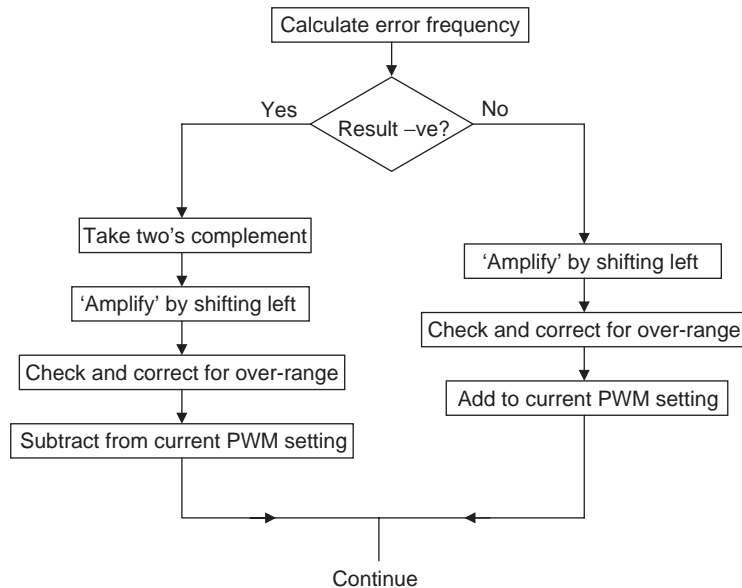 Calculate error frequency
Yes
Result –ve?
No
Take two's complement
‘Amplify’ by shifting left
Check and correct for over-range
Subtract from current PWM setting
‘Amplify’ by shifting left
Check and correct for over-range
Add to current PWM setting
Continue